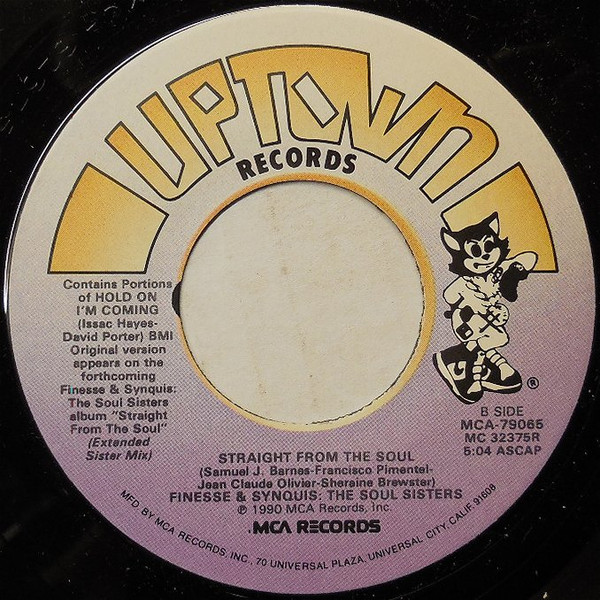 UPTOWN
RECORDS
Contains Portions
of HOLD ON
I'M COMING
(Issac Hayes-
David Porter) BMI
Original version
appears on the
forthcoming
Finesse & Synquis:
The Soul Sisters
album "Straight
From The Soul"
(Extended
Sister Mix)
®
B SIDE
MCA-79065
MC 32375R
5:04 ASCAP
STRAIGHT FROM THE SOUL
(Samuel J. Barnes-Francisco Pimentel-
Jean Claude Olivier-Sheraine Brewster)
FINESSE & SYNQUIS: THE SOUL SISTERS
℗ 1990 MCA Records, Inc.
.MCA RECORDS
MFD. BY MCA RECORDS, INC., 70 UNIVERSAL PLAZA, UNIVERSAL CITY, CALIF. 91608